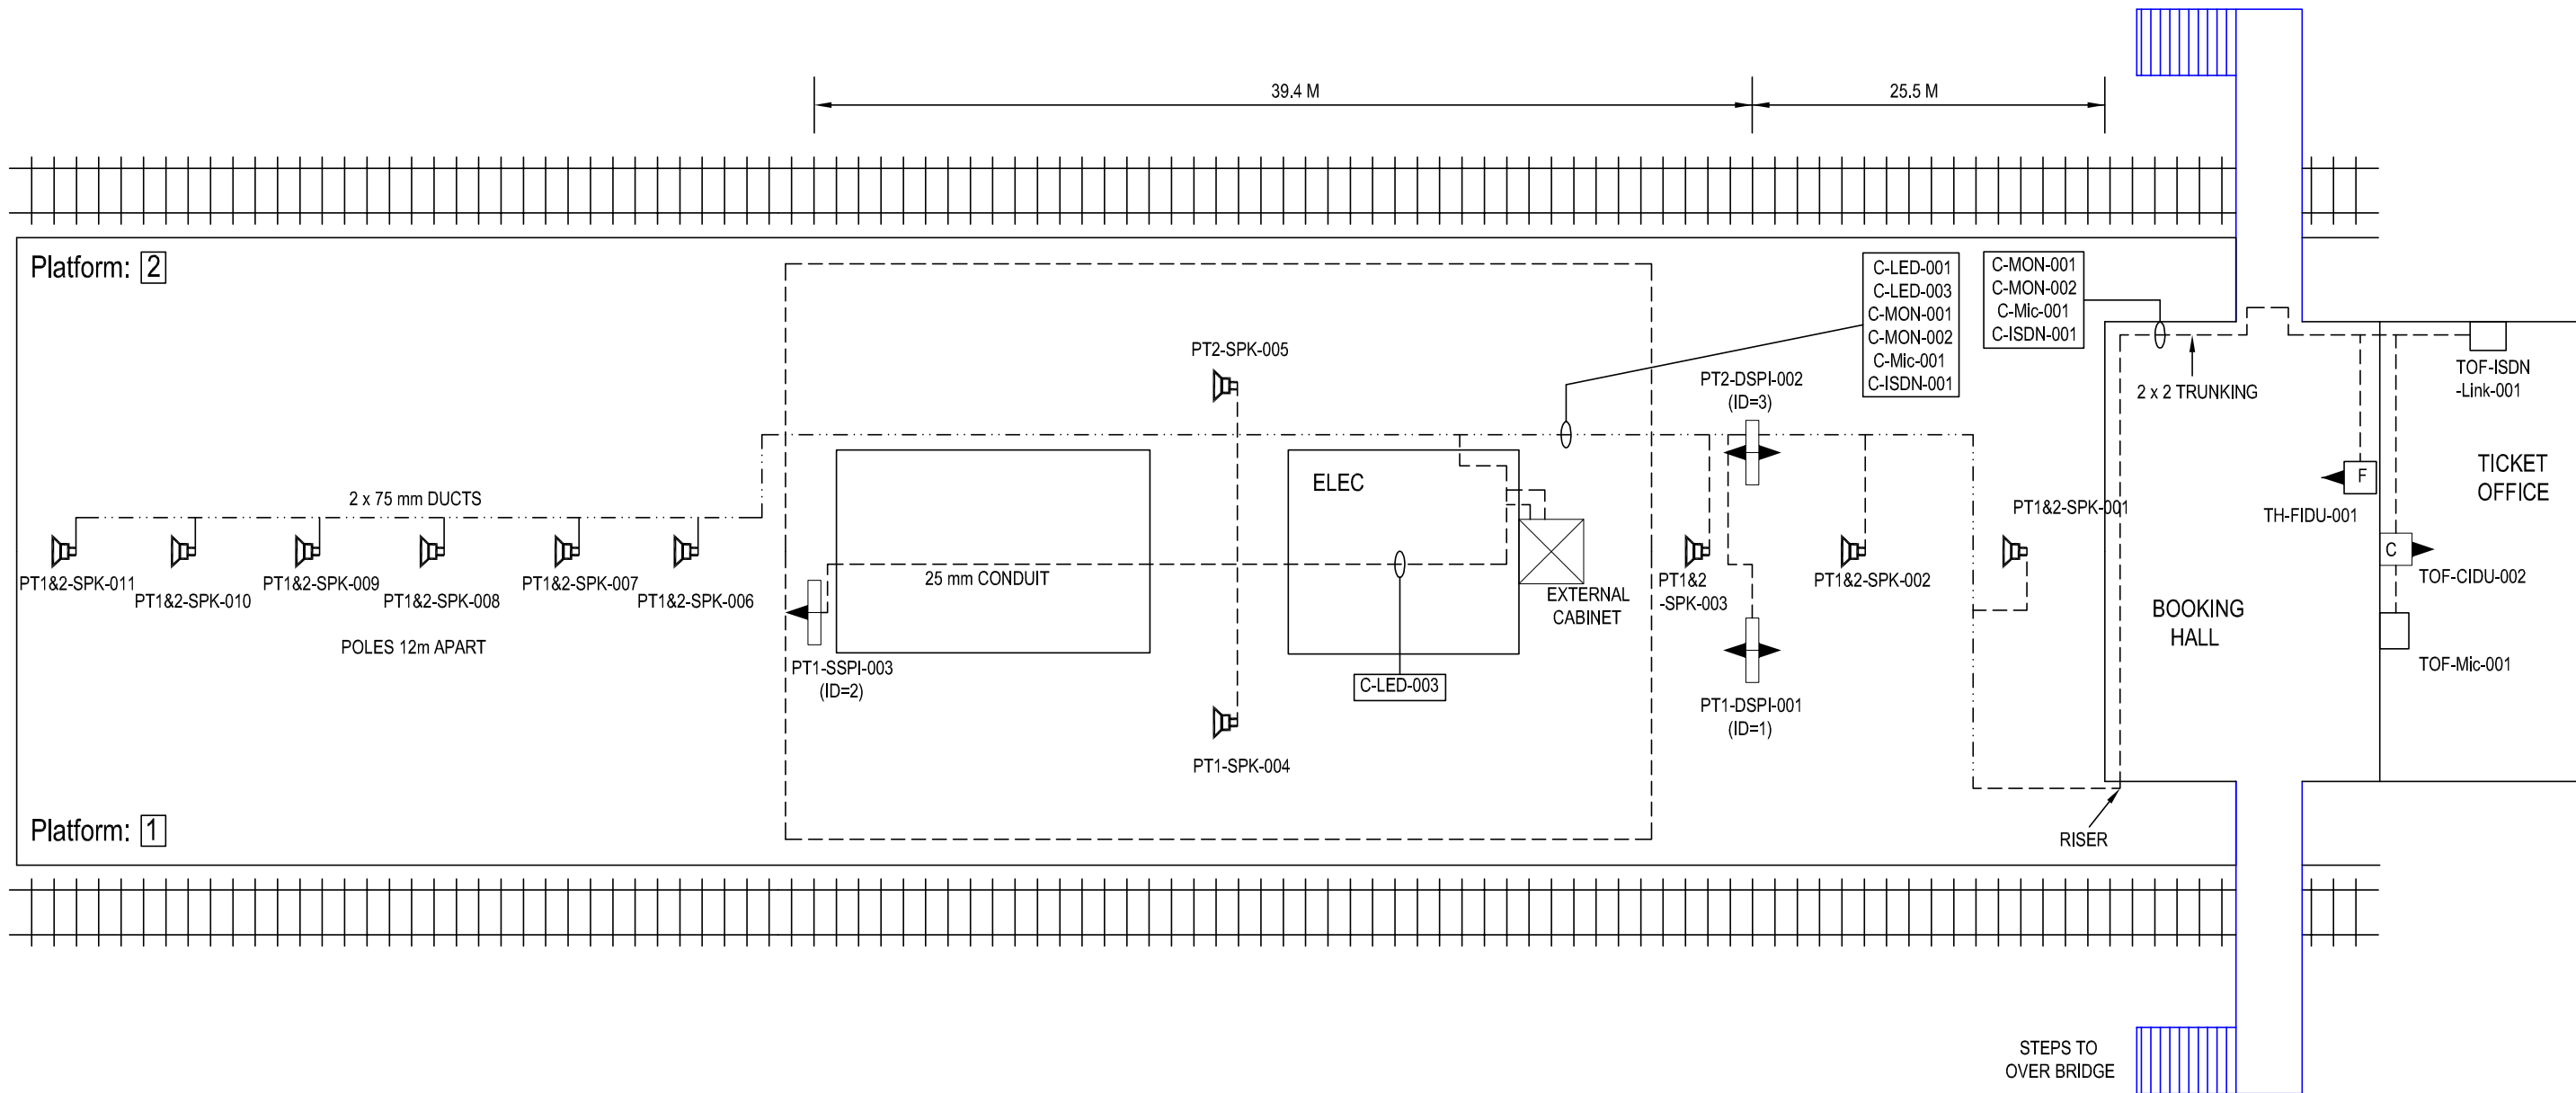 39.4 M
25.5 M
Platform: 2
C-LED-001
C-LED-003
C-MON-001
C-MON-002
C-Mic-001
C-ISDN-001
C-MON-001
C-MON-002
C-Mic-001
C-ISDN-001
PT2-SPK-005
PT2-DSPI-002
(ID=3)
2 x 2 TRUNKING
TOF-ISDN
-Link-001
ELEC
2 x 75 mm DUCTS
F
TICKET
OFFICE
PT1&2-SPK-001
TH-FIDU-001
C
TOF-CIDU-002
PT1&2-SPK-011
PT1&2-SPK-010
PT1&2-SPK-009
PT1&2-SPK-008
PT1&2-SPK-007
PT1&2-SPK-006
25 mm CONDUIT
EXTERNAL
CABINET
PT1&2
-SPK-003
PT1&2-SPK-002
BOOKING
HALL
POLES 12m APART
PT1-SSPI-003
(ID=2)
C-LED-003
TOF-Mic-001
PT1-DSPI-001
(ID=1)
PT1-SPK-004
Platform: 1
RISER
STEPS TO
OVER BRIDGE